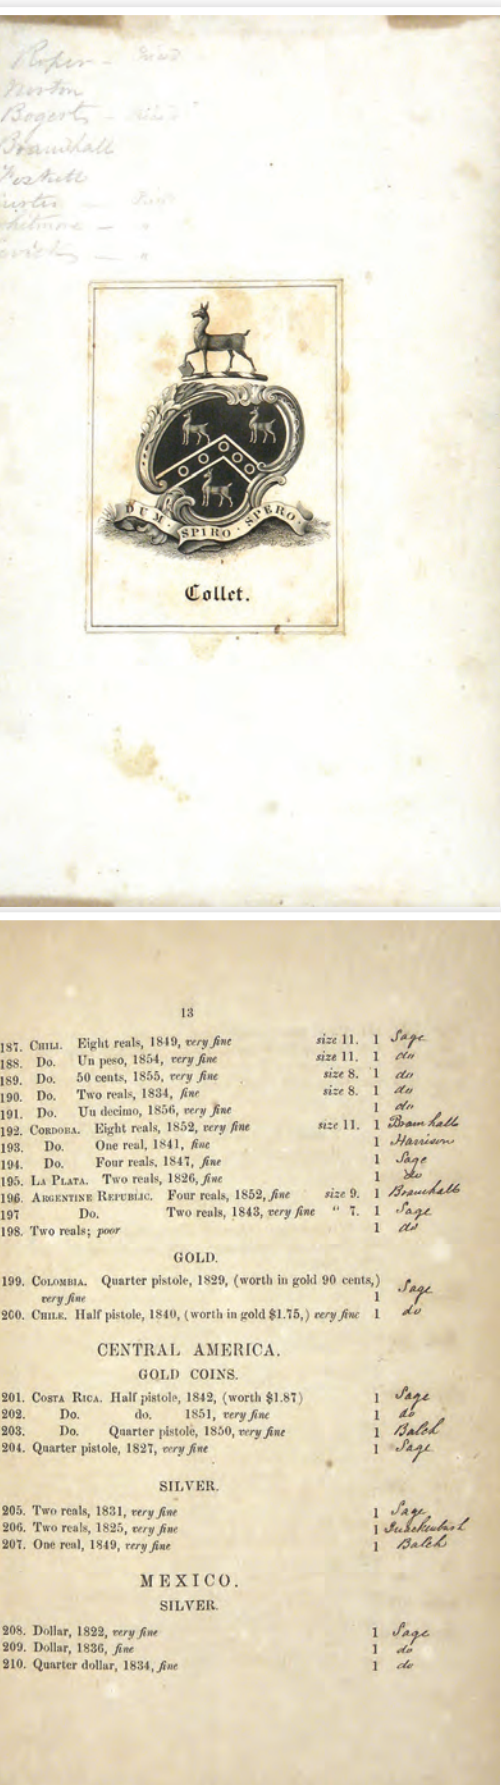 Roper -
Norton
Bogert -
Bramhall
Foskett
Collet.
DUM · SPIRO · SPERO.
13
187. CHILI. Eight reals, 1849, very fine size 11. 1 Sage
188. Do. Un peso, 1854, very fine size 11. 1 do
189. Do. 50 cents, 1855, very fine size 8. 1 do
190. Do. Two reals, 1834, fine size 8. 1 do
191. Do. Un decimo, 1856, very fine 1 do
192. CORDOBA. Eight reals, 1852, very fine size 11. 1 Bramhall
193. Do. One real, 1841, fine 1 Harrison
194. Do. Four reals, 1847, fine 1 Sage
195. LA PLATA. Two reals, 1826, fine 1 do
196. ARGENTINE REPUBLIC. Four reals, 1852, fine size 9. 1 Bramhall
197 Do. Two reals, 1843, very fine " 7. 1 Sage
198. Two reals; poor 1 do
GOLD.
199. COLOMBIA. Quarter pistole, 1829, (worth in gold 90 cents,)
very fine 1 Sage
200. CHILE. Half pistole, 1840, (worth in gold $1.75,) very fine 1 do
CENTRAL AMERICA.
GOLD COINS.
201. COSTA RICA. Half pistole, 1842, (worth $1.87) 1 Sage
202. Do. do. 1851, very fine 1 do
203. Do. Quarter pistole, 1850, very fine 1 Balch
204. Quarter pistole, 1827, very fine 1 Sage
SILVER.
205. Two reals, 1831, very fine 1 Sage
206. Two reals, 1825, very fine 1 Quackenbush
207. One real, 1849, very fine 1 Balch
MEXICO.
SILVER.
208. Dollar, 1822, very fine 1 Sage
209. Dollar, 1836, fine 1 do
210. Quarter dollar, 1834, fine 1 do